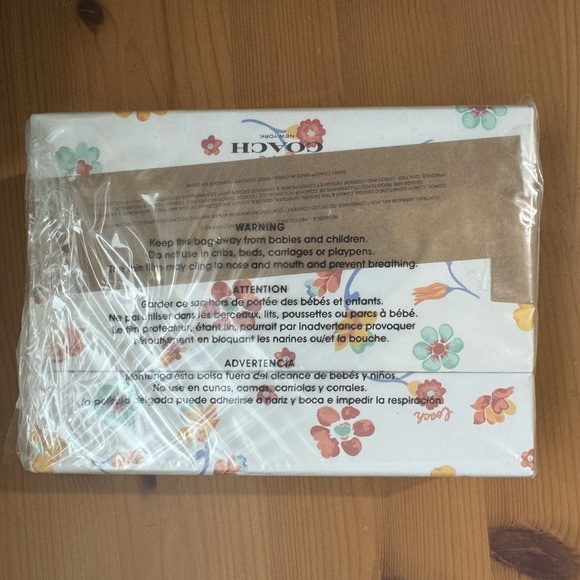 COACH
NEW YORK
WARNING
Keep this bag away from babies and children.
Do not use in cribs, beds, carriages or playpens.
The thin film may cling to nose and mouth and prevent breathing.
ATTENTION
Garder ce sac hors de portée des bébés et enfants.
Ne pas utiliser dans les berceaux, lits, poussettes ou parcs à bébé.
Le film protecteur, étant fin, pourrait par inadvertance provoquer
l'étouffement en bloquant les narines ou/et la bouche.
ADVERTENCIA
Mantenga esta bolsa fuera del alcance de bebés y niños.
No use en cunas, camas, carriolas y corrales.
La película delgada puede adherirse a nariz y boca e impedir la respiración.
Coach